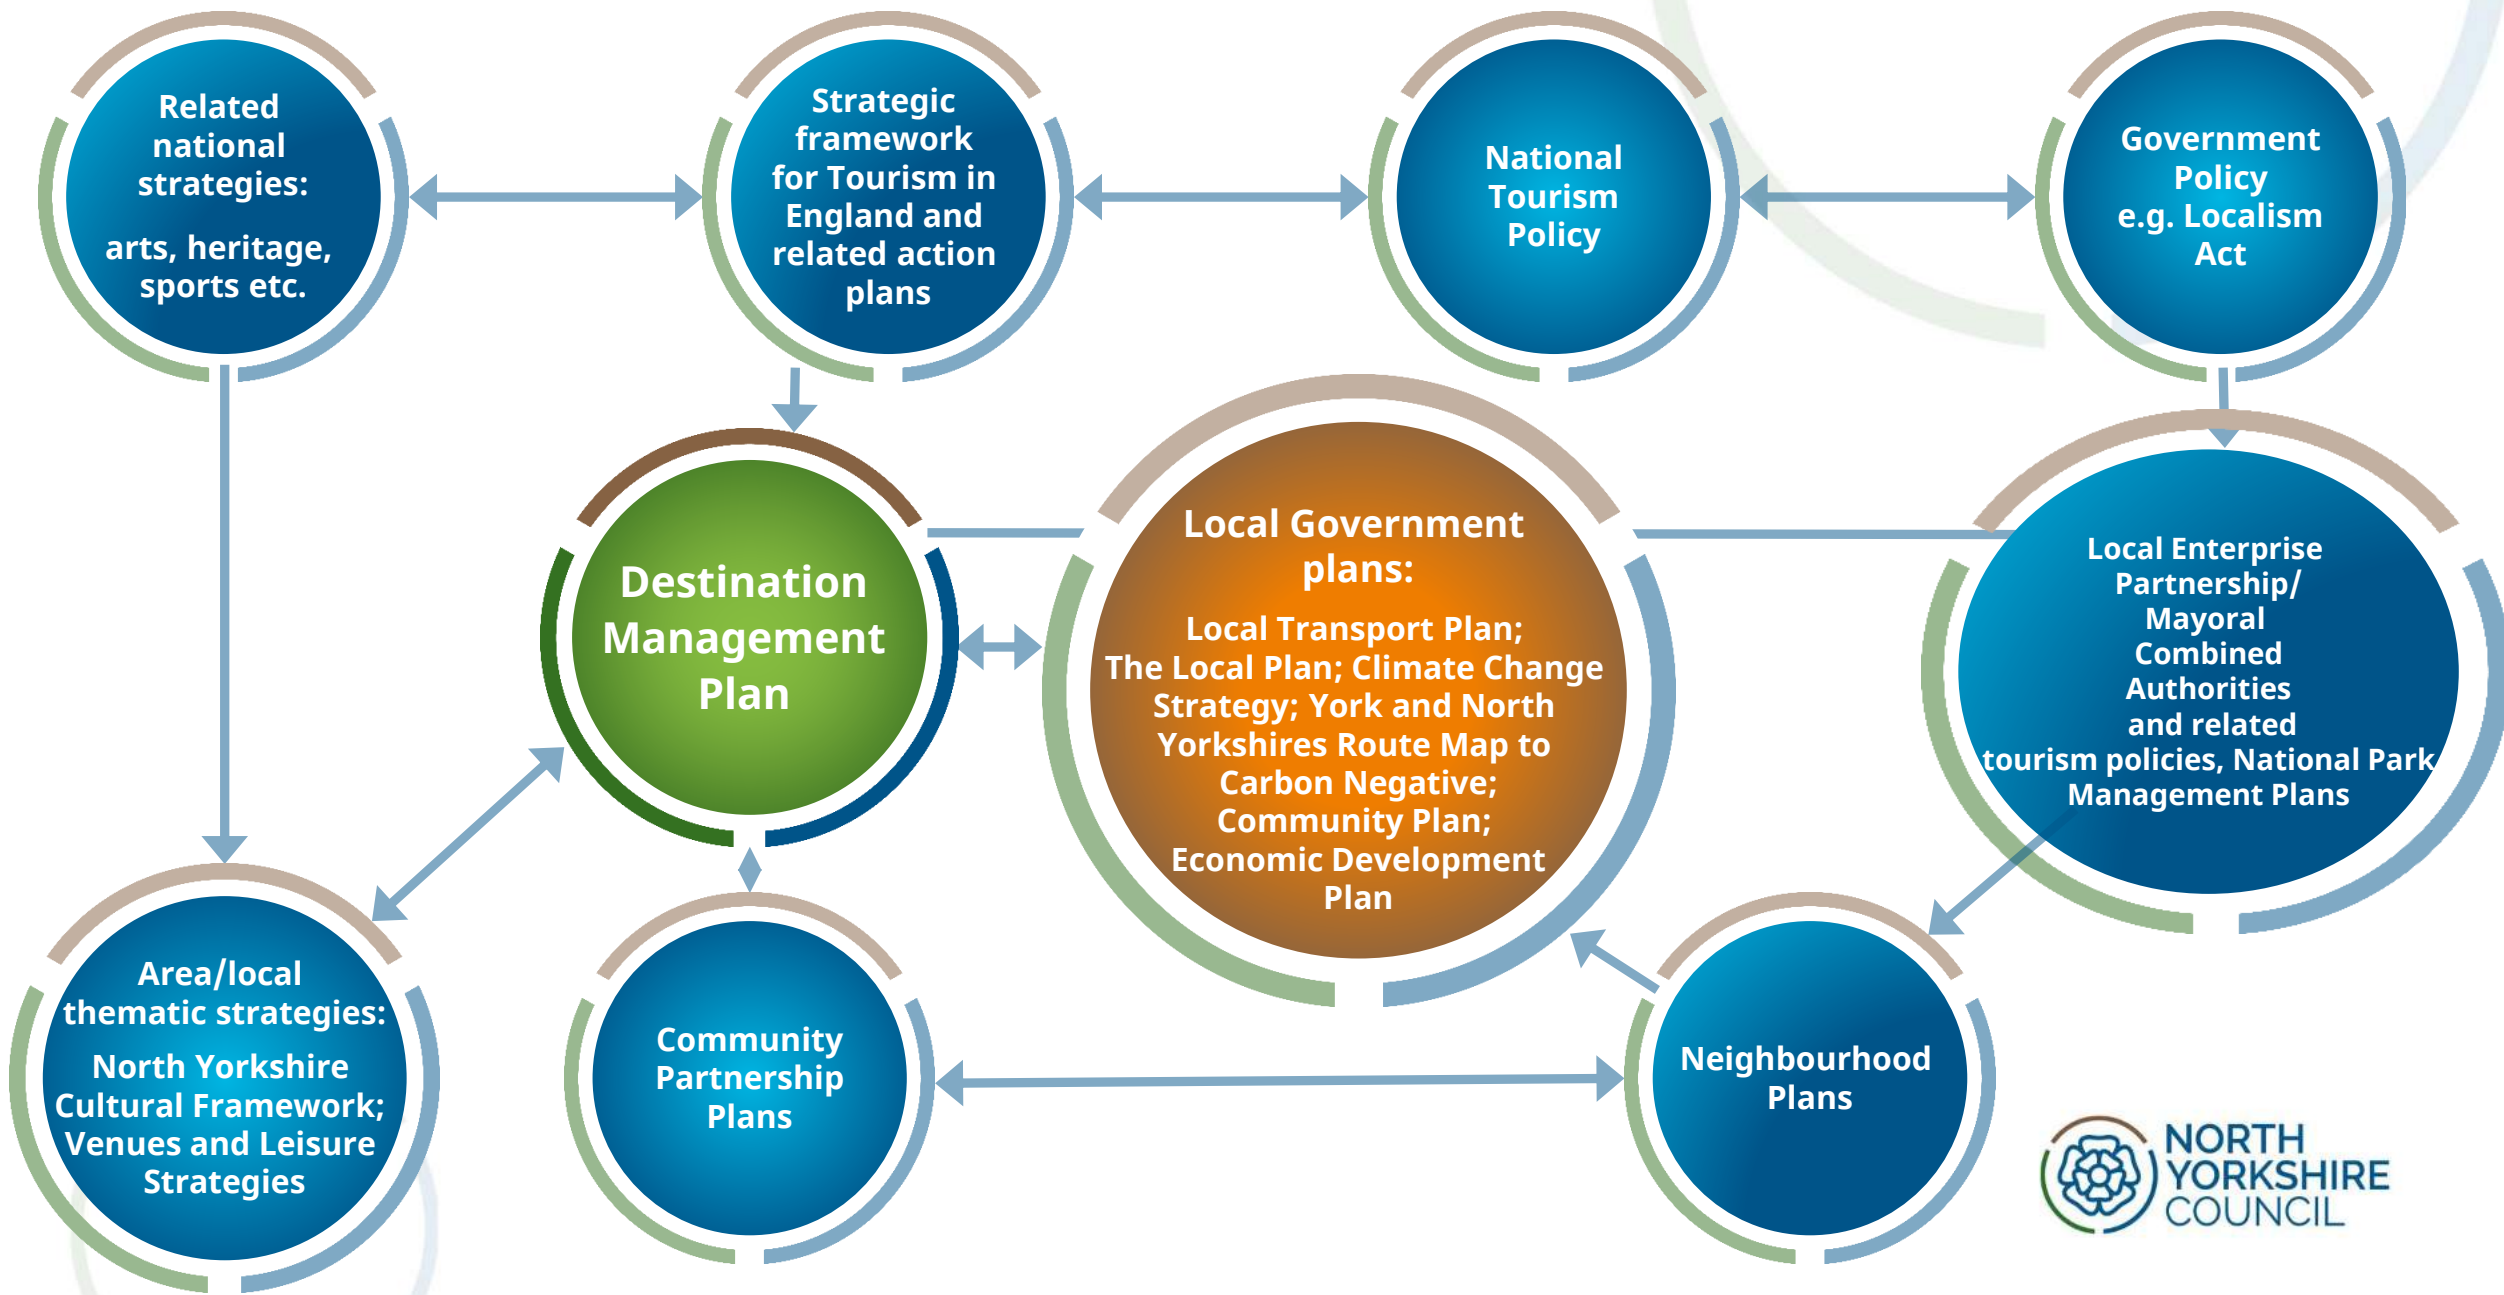 Related
national
strategies:
arts, heritage,
sports etc.
Strategic
framework
for Tourism in
England and
related action
plans
National
Tourism
Policy
Government
Policy
e.g. Localism
Act
Destination
Management
Plan
Local Government
plans:
Local Transport Plan;
The Local Plan; Climate Change
Strategy; York and North
Yorkshires Route Map to
Carbon Negative;
Community Plan;
Economic Development
Plan
Local Enterprise
Partnership/
Mayoral
Combined
Authorities
and related
tourism policies, National Park
Management Plans
Area/local
thematic strategies:
North Yorkshire
Cultural Framework;
Venues and Leisure
Strategies
Community
Partnership
Plans
Neighbourhood
Plans
NORTH
YORKSHIRE
COUNCIL